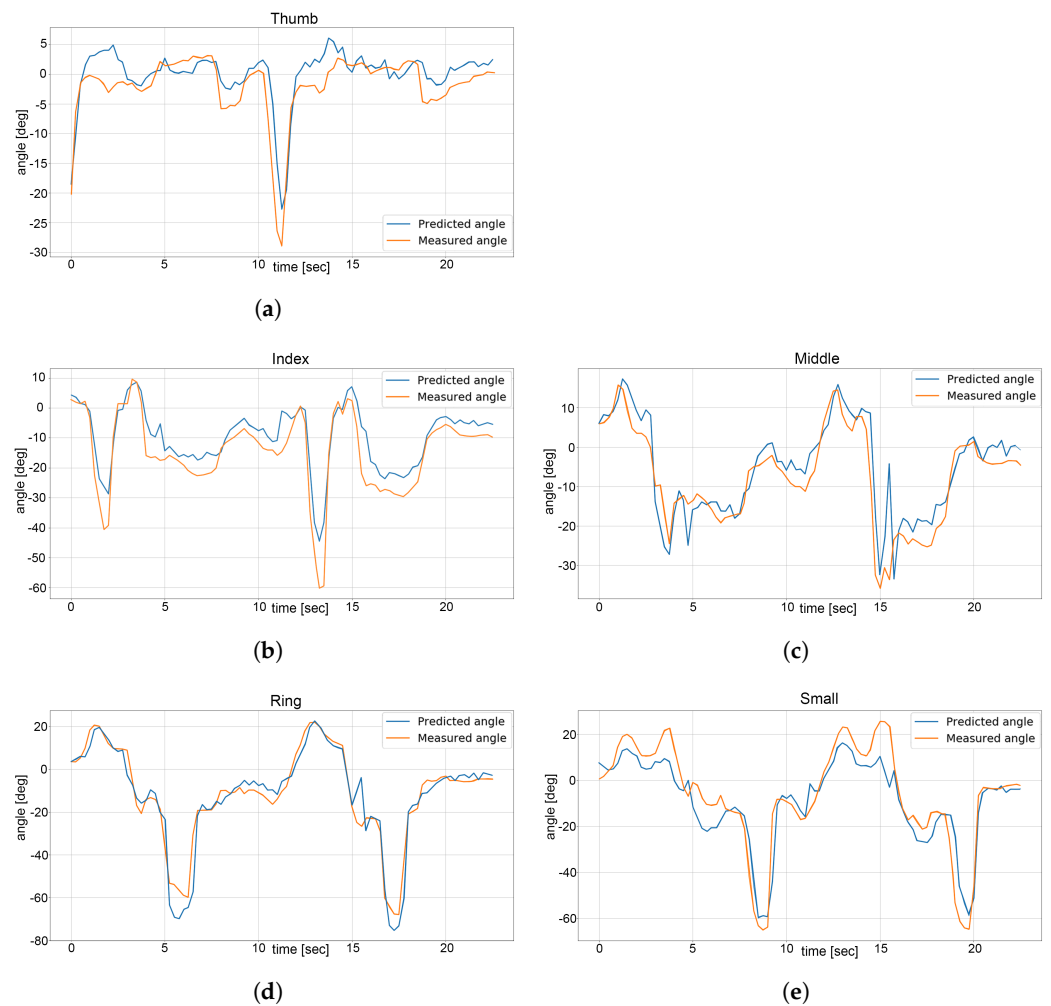 Thumb
5
0
-5
-10
-15
-20
-25
-30
angle [deg]
Predicted angle
Measured angle
0 5 10 15 20
time [sec]
(a)
Index
10
0
-10
-20
-30
-40
-50
-60
angle [deg]
Predicted angle
Measured angle
0 5 10 15 20
time [sec]
(b)
Middle
10
0
-10
-20
-30
angle [deg]
Predicted angle
Measured angle
0 5 10 15 20
time [sec]
(c)
Ring
20
0
-20
-40
-60
-80
angle [deg]
Predicted angle
Measured angle
0 5 10 15 20
time [sec]
(d)
Small
20
0
-20
-40
-60
angle [deg]
Predicted angle
Measured angle
0 5 10 15 20
time [sec]
(e)